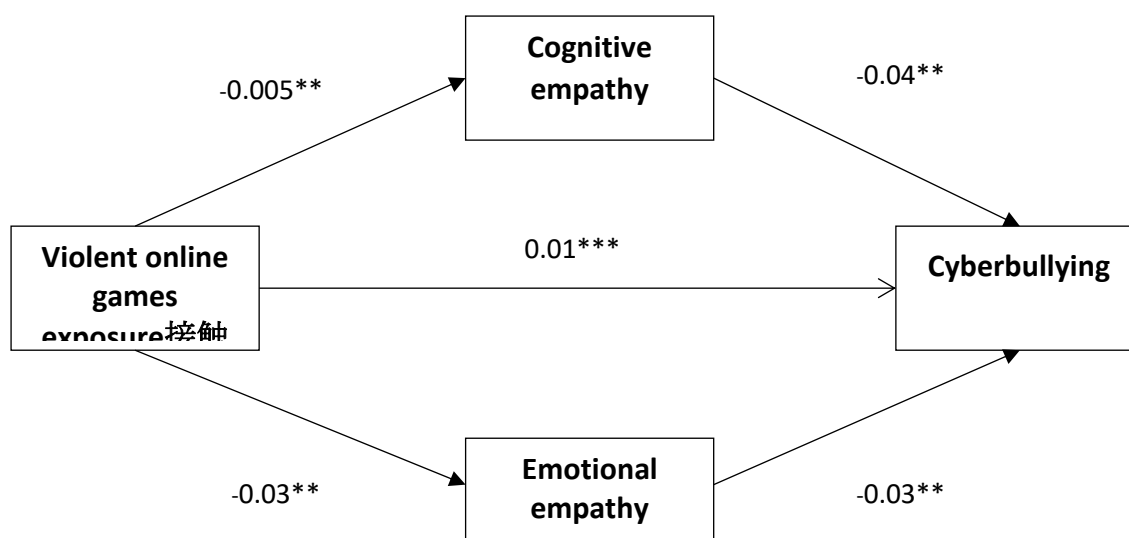 Cognitive
empathy
-0.005**
-0.04**
Violent online
games
exposure接触
0.01***
Cyberbullying
Emotional
empathy
-0.03**
-0.03**